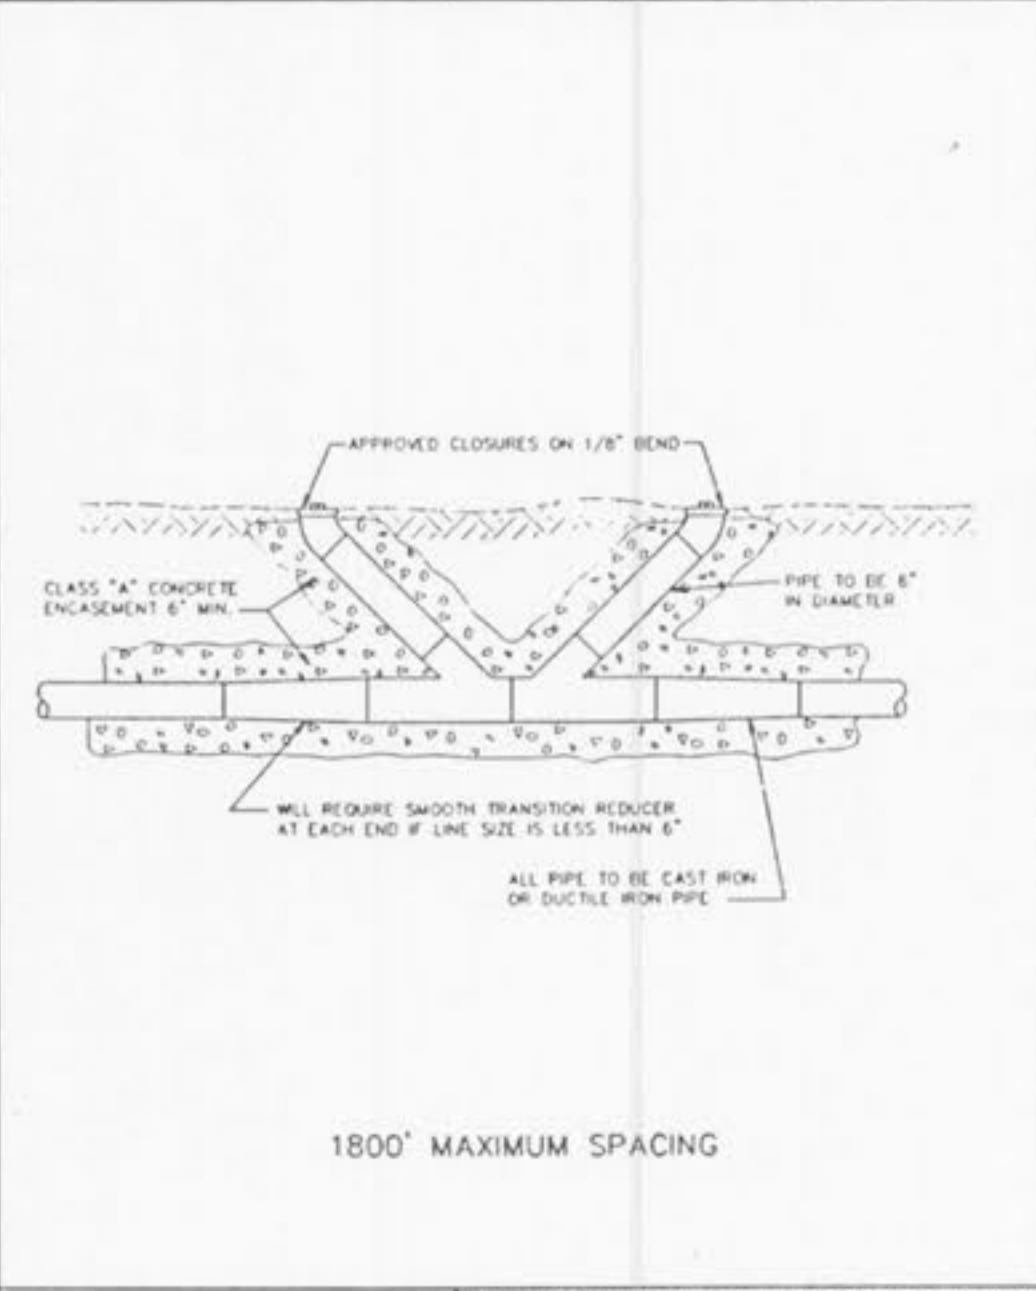 APPROVED CLOSURES ON 1/8" BEND
CLASS "A" CONCRETE
ENCASEMENT 6" MIN.
PIPE TO BE 6"
IN DIAMETER
WILL REQUIRE SMOOTH TRANSITION REDUCER
AT EACH END IF LINE SIZE IS LESS THAN 6"
ALL PIPE TO BE CAST IRON
OR DUCTILE IRON PIPE
1800' MAXIMUM SPACING